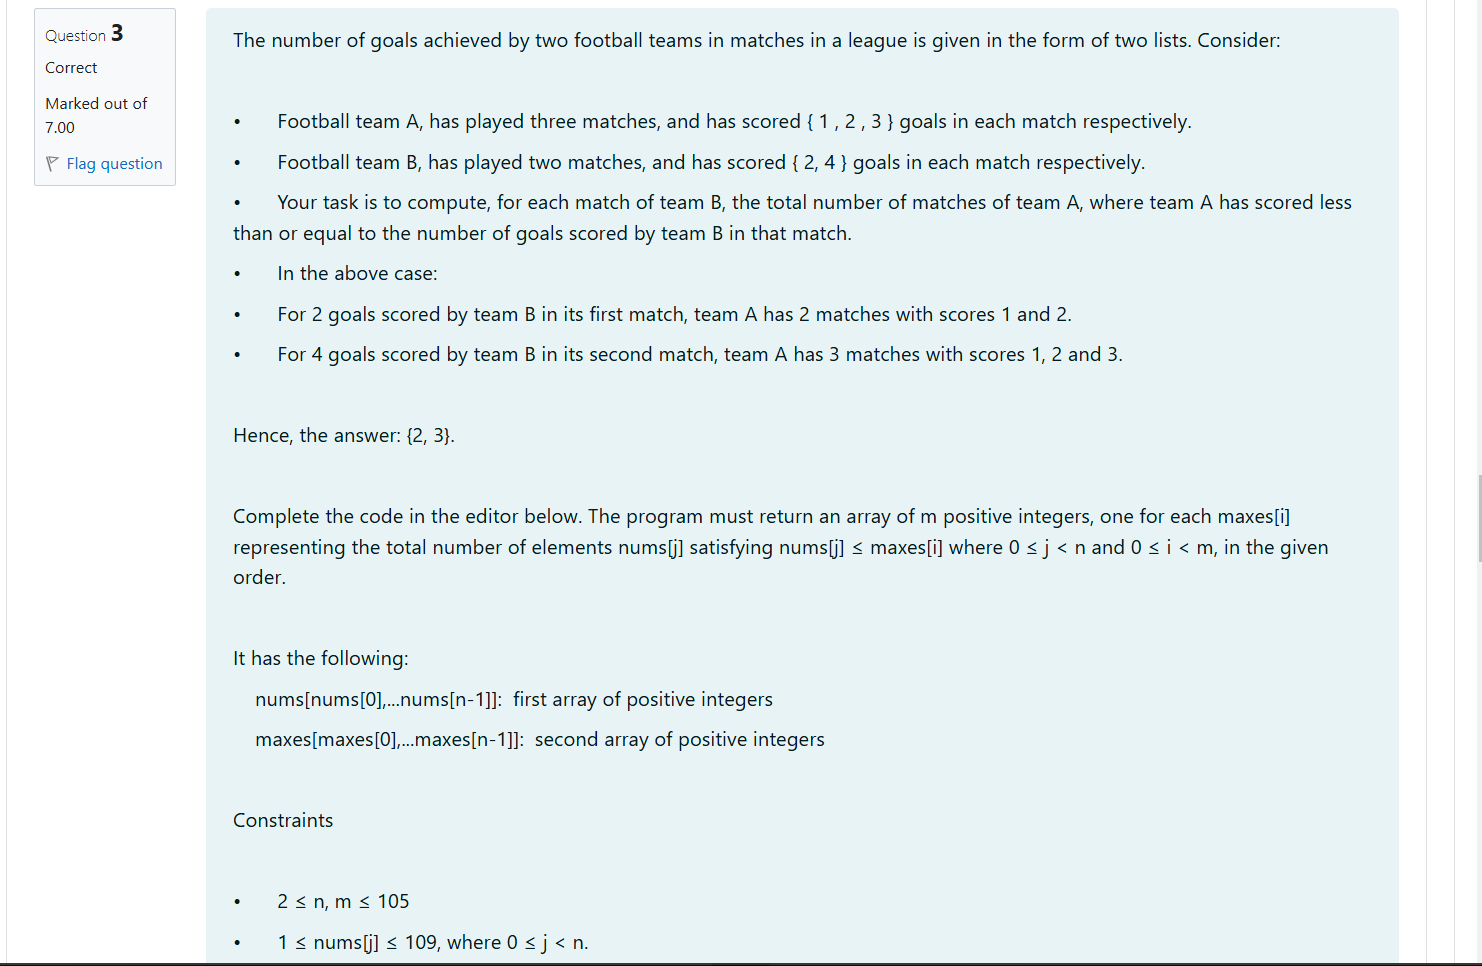 Question 3
Correct
Marked out of
7.00
Flag question
The number of goals achieved by two football teams in matches in a league is given in the form of two lists. Consider:
• Football team A, has played three matches, and has scored { 1 , 2 , 3 } goals in each match respectively.
• Football team B, has played two matches, and has scored { 2, 4 } goals in each match respectively.
• Your task is to compute, for each match of team B, the total number of matches of team A, where team A has scored less
than or equal to the number of goals scored by team B in that match.
• In the above case:
• For 2 goals scored by team B in its first match, team A has 2 matches with scores 1 and 2.
• For 4 goals scored by team B in its second match, team A has 3 matches with scores 1, 2 and 3.
Hence, the answer: {2, 3}.
Complete the code in the editor below. The program must return an array of m positive integers, one for each maxes[i]
representing the total number of elements nums[j] satisfying nums[j] ≤ maxes[i] where 0 ≤ j < n and 0 ≤ i < m, in the given
order.
It has the following:
nums[nums[0],...nums[n-1]]: first array of positive integers
maxes[maxes[0],...maxes[n-1]]: second array of positive integers
Constraints
• 2 ≤ n, m ≤ 105
• 1 ≤ nums[j] ≤ 109, where 0 ≤ j < n.